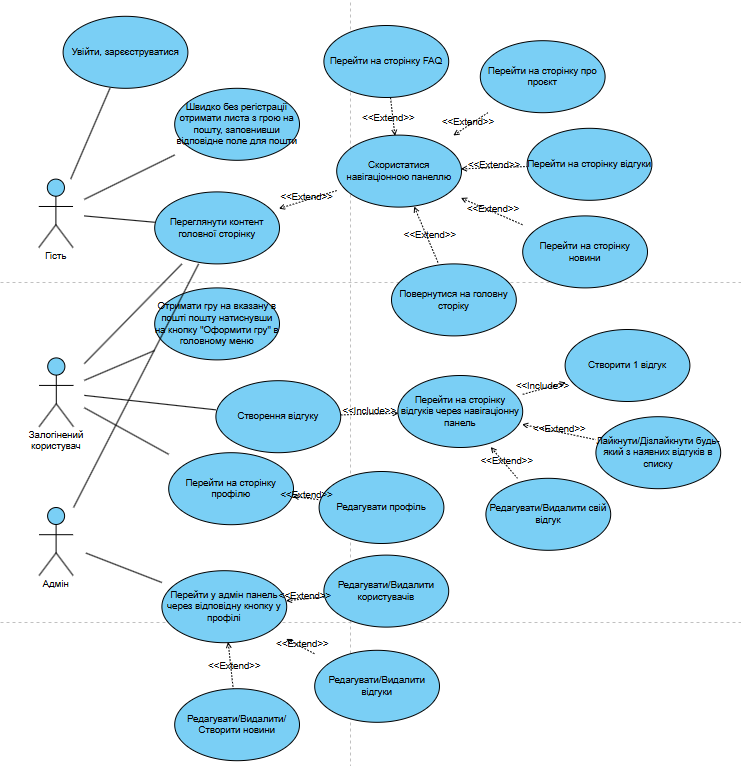 Увійти, зареєструватися
Перейти на сторінку FAQ
Перейти на сторінку про
проєкт
<<Extend>>
<<Extend>>
Швидко без регістрації
отримати листа з грою на
пошту, заповнивши
відповідне поле для пошти
Скористатися
навігаціонною панеллю
<<Extend>>
Перейти на сторінку відгуки
Гість
<<Extend>>
Переглянути контент
головної сторінку
<<Extend>>
<<Extend>>
Перейти на сторінку
новини
Повернутися на головну
сторіку
Отримати гру на вказану в
пошті пошту натиснувши
на кнопку "Оформити гру" в
головному меню
Залогінений
користувач
Створення відгуку
<<Include>>
Перейти на сторінку
відгуків через навігаціонну
панель
<<Include>>
Створити 1 відгук
<<Extend>>
Лайкнути/Дізлайкнути будь-
який з наявних відгуків в
списку
<<Extend>>
Редагувати/Видалити свій
відгук
Перейти на сторінку
профілю
<<Extend>>
Редагувати профіль
Адмін
Перейти у адмін панель
через відповідну кнопку у
профілі
<<Extend>>
Редагувати/Видалити
користувачів
<<Extend>>
Редагувати/Видалити
відгуки
<<Extend>>
Редагувати/Видалити/
Створити новини